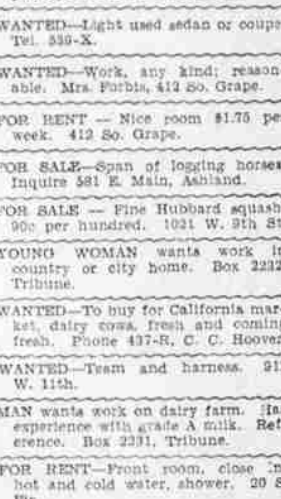 WANTED—Light used sedan or coupe
Tel. 539-X.
WANTED—Work, any kind; reason
able. Mrs. Forbis, 412 So. Grape.
FOR RENT — Nice room $1.75 pe
week. 412 So. Grape.
FOR SALE—Span of logging horses
Inquire 581 E. Main, Ashland.
FOR SALE — Fine Hubbard squash
90c per hundred. 1021 W. 9th St
YOUNG WOMAN wants work i
country or city home. Box 2232
Tribune.
WANTED—To buy for California mar
ket, dairy cows, fresh and coming
fresh. Phone 437-R, C. C. Hoover
WANTED—Team and harness. 91
W. 11th.
MAN wants work on dairy farm. Has
experience with grade A milk. Ref
erence. Box 2231, Tribune.
FOR RENT—Front room, close in
hot and cold water, shower. 20 S